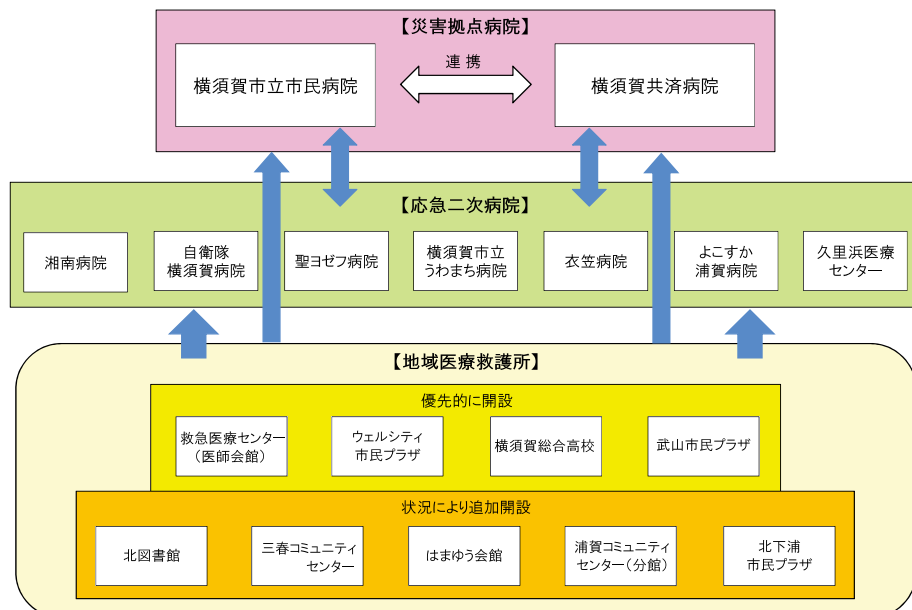 【災害拠点病院】
連 携
横須賀市立市民病院
横須賀共済病院
【応急二次病院】
湘南病院
自衛隊
横須賀病院
聖ヨゼフ病院
横須賀市立
うわまち病院
衣笠病院
よこすか
浦賀病院
久里浜医療
センター
【地域医療救護所】
優先的に開設
救急医療センター
（医師会館）
ウェルシティ
市民プラザ
横須賀総合高校
武山市民プラザ
状況により追加開設
北図書館
三春コミュニティ
センター
はまゆう会館
浦賀コミュニティ
センター（分館）
北下浦
市民プラザ